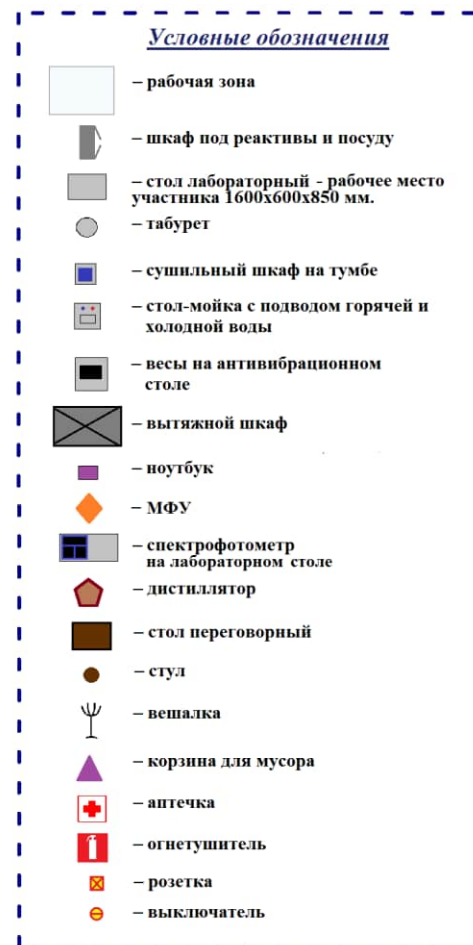 Условные обозначения
– рабочая зона
– шкаф под реактивы и посуду
– стол лабораторный - рабочее место
участника 1600х600х850 мм.
– табурет
– сушильный шкаф на тумбе
– стол-мойка с подводом горячей и
холодной воды
– весы на антивибрационном
столе
– вытяжной шкаф
– ноутбук
– МФУ
– спектрофотометр
на лабораторном столе
– дистиллятор
– стол переговорный
– стул
– вешалка
– корзина для мусора
– аптечка
– огнетушитель
– розетка
– выключатель